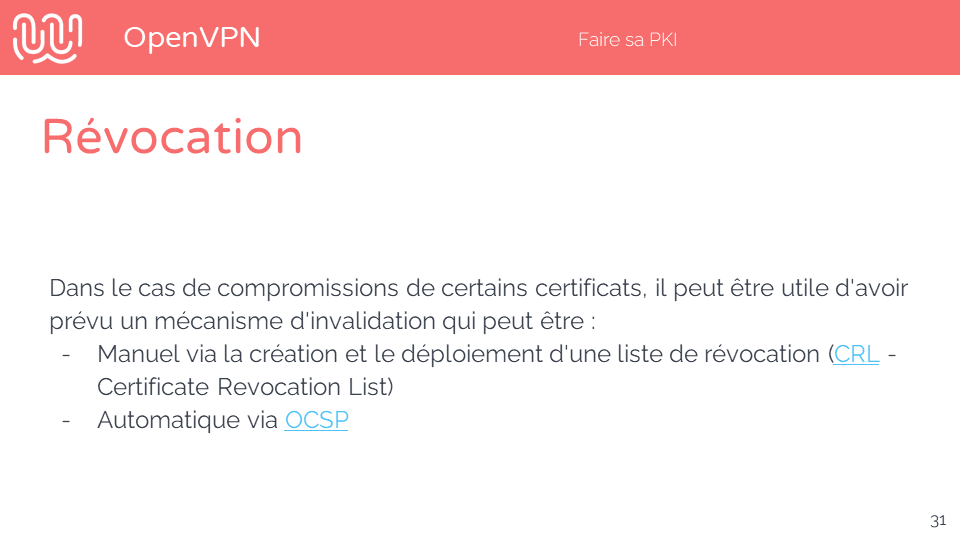 OpenVPN
Faire sa PKI
Révocation
Dans le cas de compromissions de certains certificats, il peut être utile d'avoir
prévu un mécanisme d'invalidation qui peut être :
- Manuel via la création et le déploiement d'une liste de révocation (CRL -
Certificate Revocation List)
- Automatique via OCSP
31